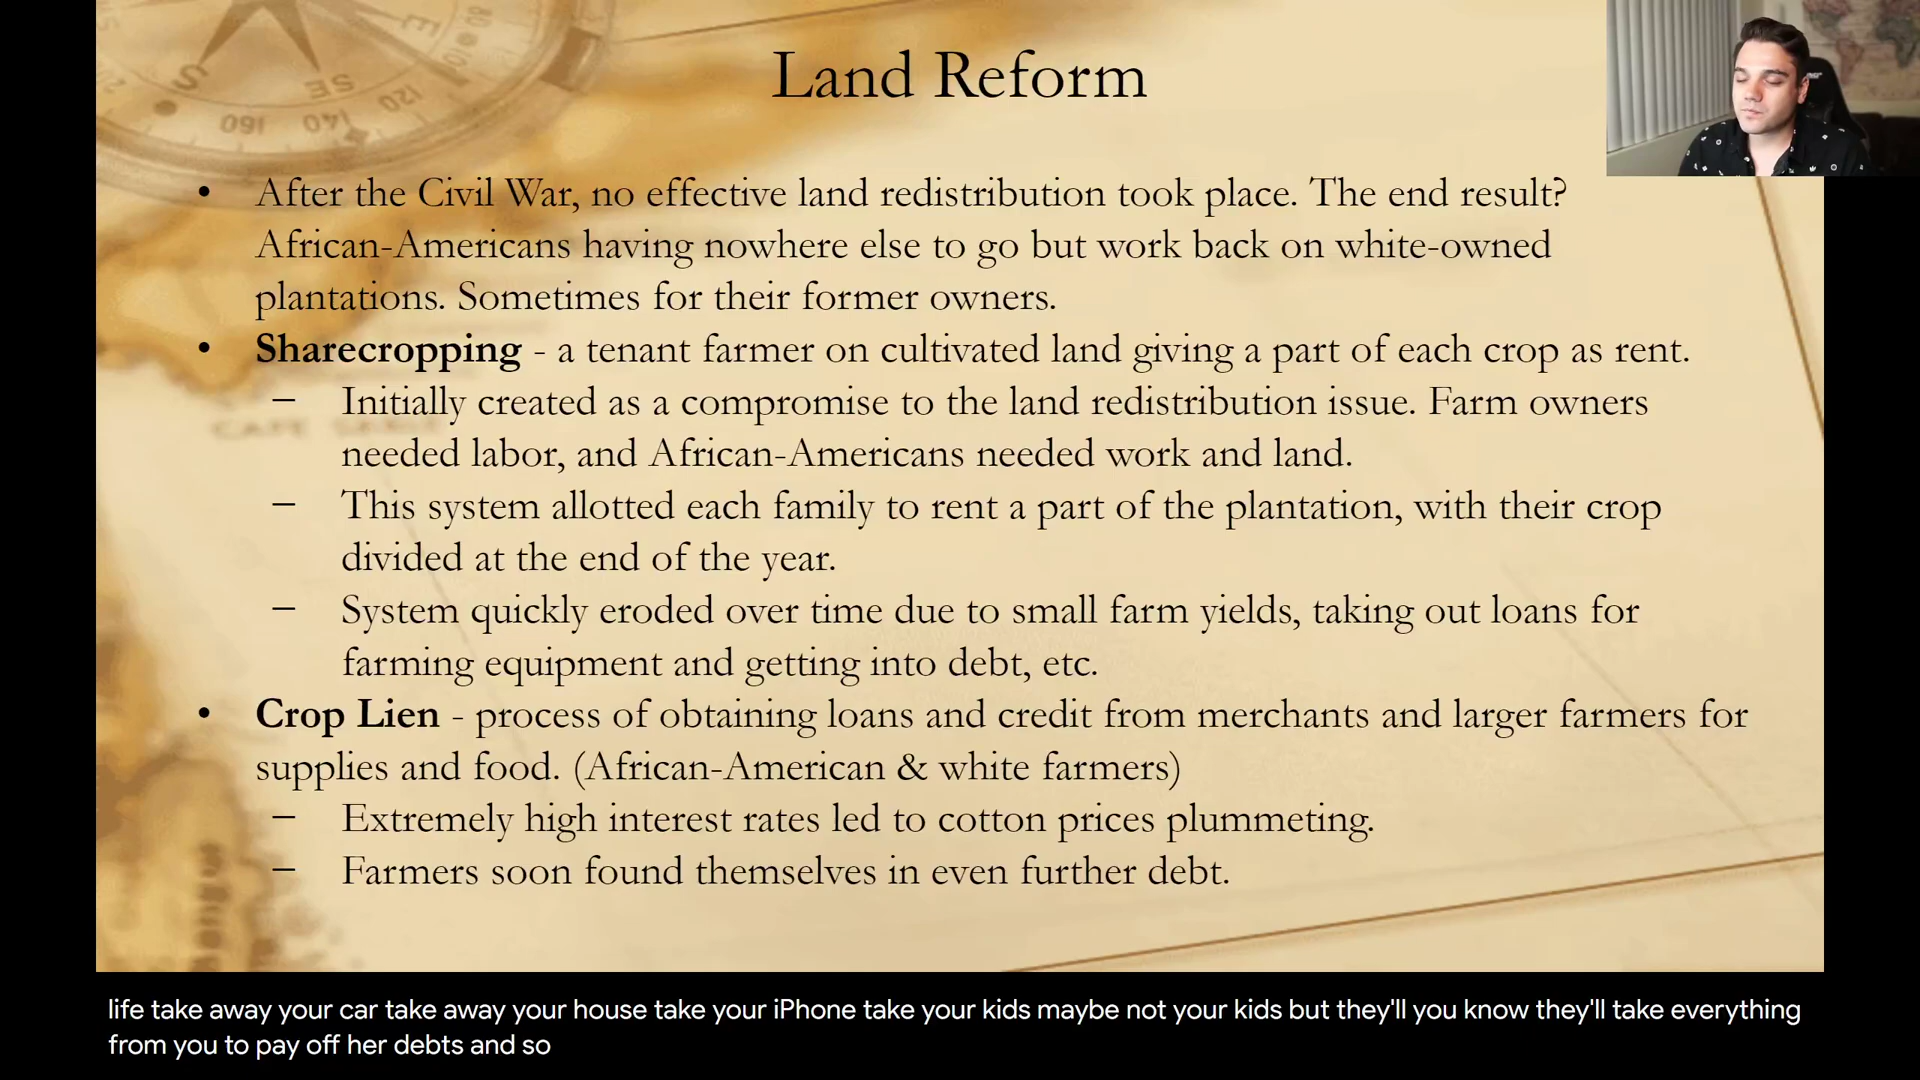 Land Reform
• After the Civil War, no effective land redistribution took place. The end result?
African-Americans having nowhere else to go but work back on white-owned
plantations. Sometimes for their former owners.
• Sharecropping - a tenant farmer on cultivated land giving a part of each crop as rent.
– Initially created as a compromise to the land redistribution issue. Farm owners
needed labor, and African-Americans needed work and land.
– This system allotted each family to rent a part of the plantation, with their crop
divided at the end of the year.
– System quickly eroded over time due to small farm yields, taking out loans for
farming equipment and getting into debt, etc.
• Crop Lien - process of obtaining loans and credit from merchants and larger farmers for
supplies and food. (African-American & white farmers)
– Extremely high interest rates led to cotton prices plummeting.
– Farmers soon found themselves in even further debt.
life take away your car take away your house take your iPhone take your kids maybe not your kids but they'll you know they'll take everything
from you to pay off her debts and so
S
SE
E
160
140
120
80